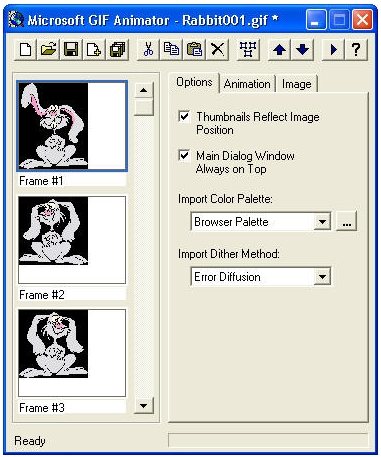 Microsoft GIF Animator - Rabbit001.gif *
Options
Animation
Image
Frame #1
Frame #2
Frame #3
Thumbnails Reflect Image
Position
Main Dialog Window
Always on Top
Import Color Palette:
Browser Palette
...
Import Dither Method:
Error Diffusion
Ready